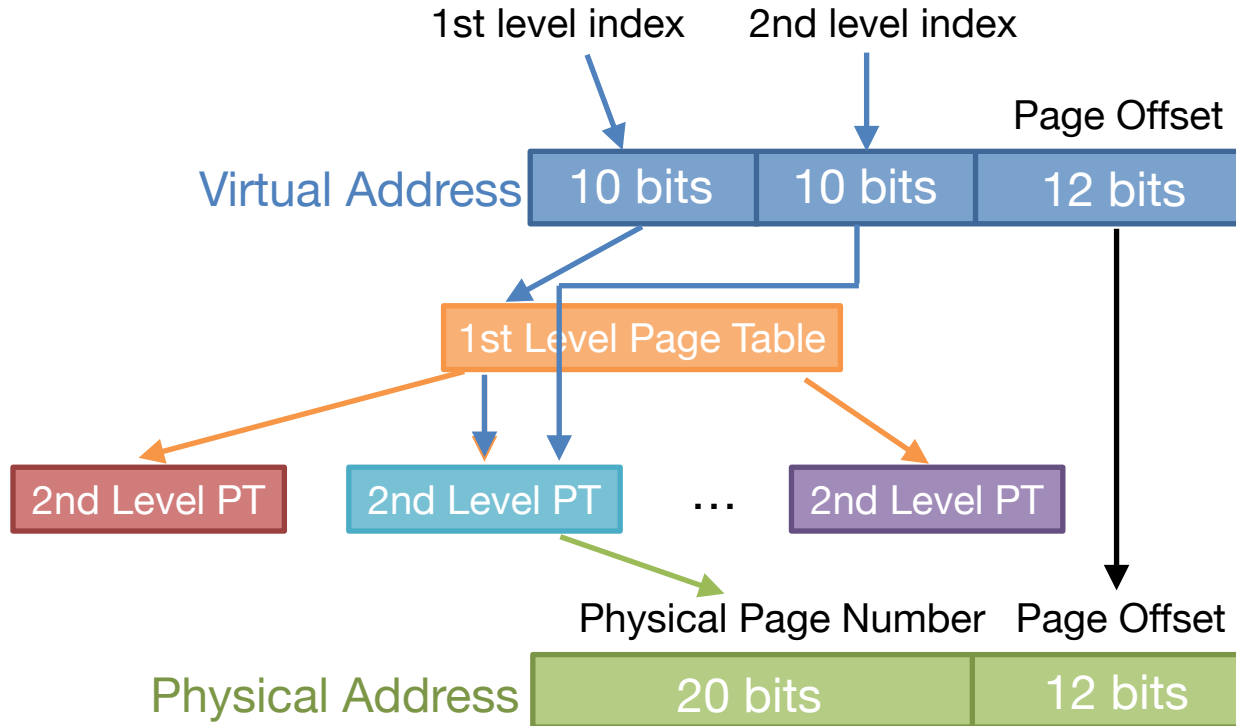 1st level index 2nd level index
Page Offset
Virtual Address 10 bits 10 bits 12 bits
1st Level Page Table
2nd Level PT 2nd Level PT ... 2nd Level PT
Physical Page Number Page Offset
Physical Address 20 bits 12 bits